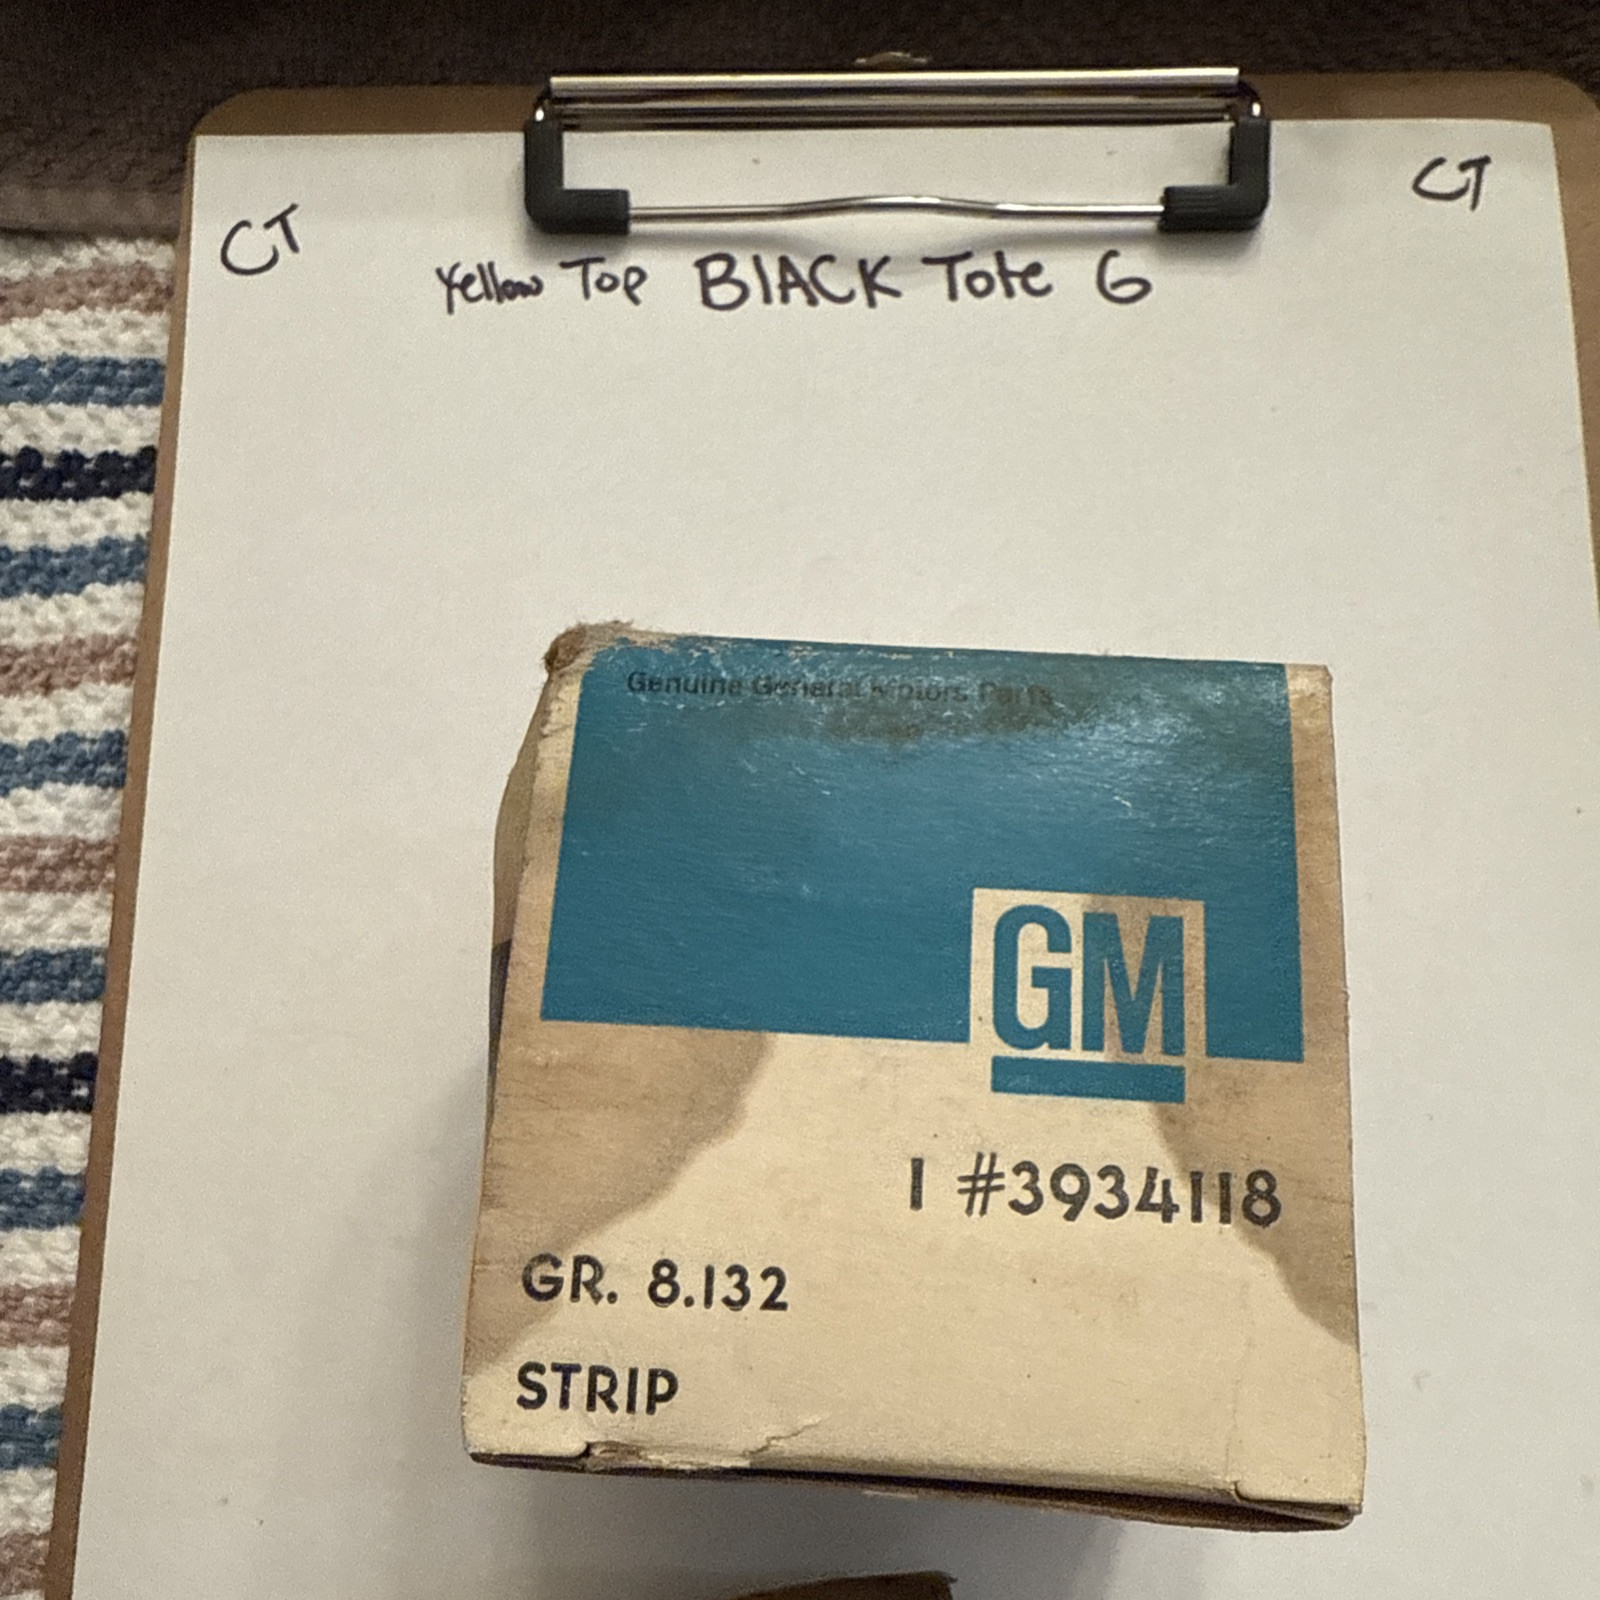 CT
CT
Yellow Top BlACK Tote 6
Genuine General Motors Parts
GM
1 #3934118
GR. 8.132
STRIP